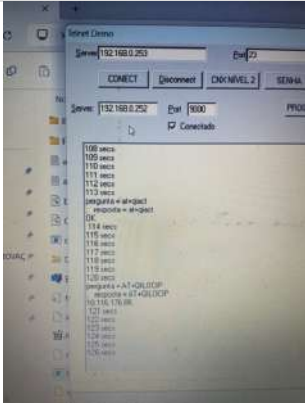 Telnet Demo
Server 192.168.0.253 Port 23
CONECT Disconnect CNX NIVEL 2 SENHA
Server: 192.168.0.252 Port 9000
Conectado
108 secs
109 secs
110 secs
111 secs
112 secs
113 secs
pergunta = at+qiact
resposta = at+qiact
OK
114 secs
115 secs
116 secs
117 secs
118 secs
119 secs
120 secs
pergunta = AT+QILOCIP
resposta = AT+QILOCIP
121 secs
122 secs
123 secs
124 secs
125 secs
126 secs